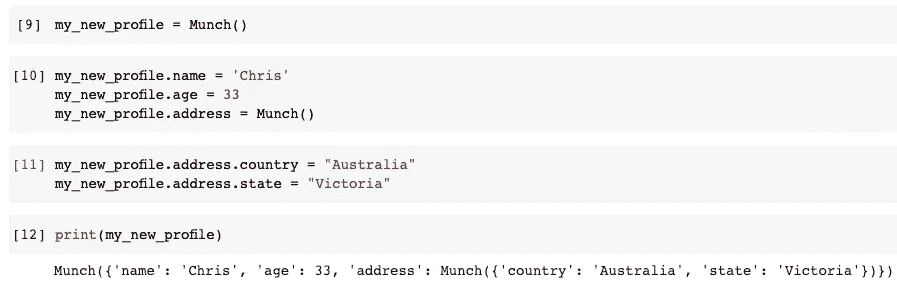 [9] my_new_profile = Munch()
[10] my_new_profile.name = 'Chris'
my_new_profile.age = 33
my_new_profile.address = Munch()
[11] my_new_profile.address.country = "Australia"
my_new_profile.address.state = "Victoria"
[12] print(my_new_profile)
Munch({'name': 'Chris', 'age': 33, 'address': Munch({'country': 'Australia', 'state': 'Victoria'})})